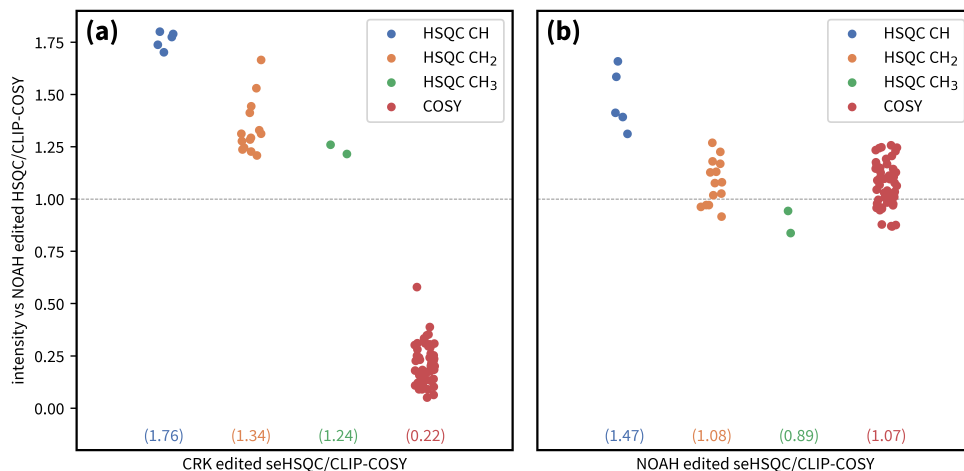 (a)
HSQC CH
HSQC CH₂
HSQC CH₃
COSY
(b)
HSQC CH
HSQC CH₂
HSQC CH₃
COSY
intensity vs NOAH edited HSQC/CLIP-COSY
1.75
1.50
1.25
1.00
0.75
0.50
0.25
0.00
(1.76)
(1.34)
(1.24)
(0.22)
(1.47)
(1.08)
(0.89)
(1.07)
CRK edited seHSQC/CLIP-COSY
NOAH edited seHSQC/CLIP-COSY